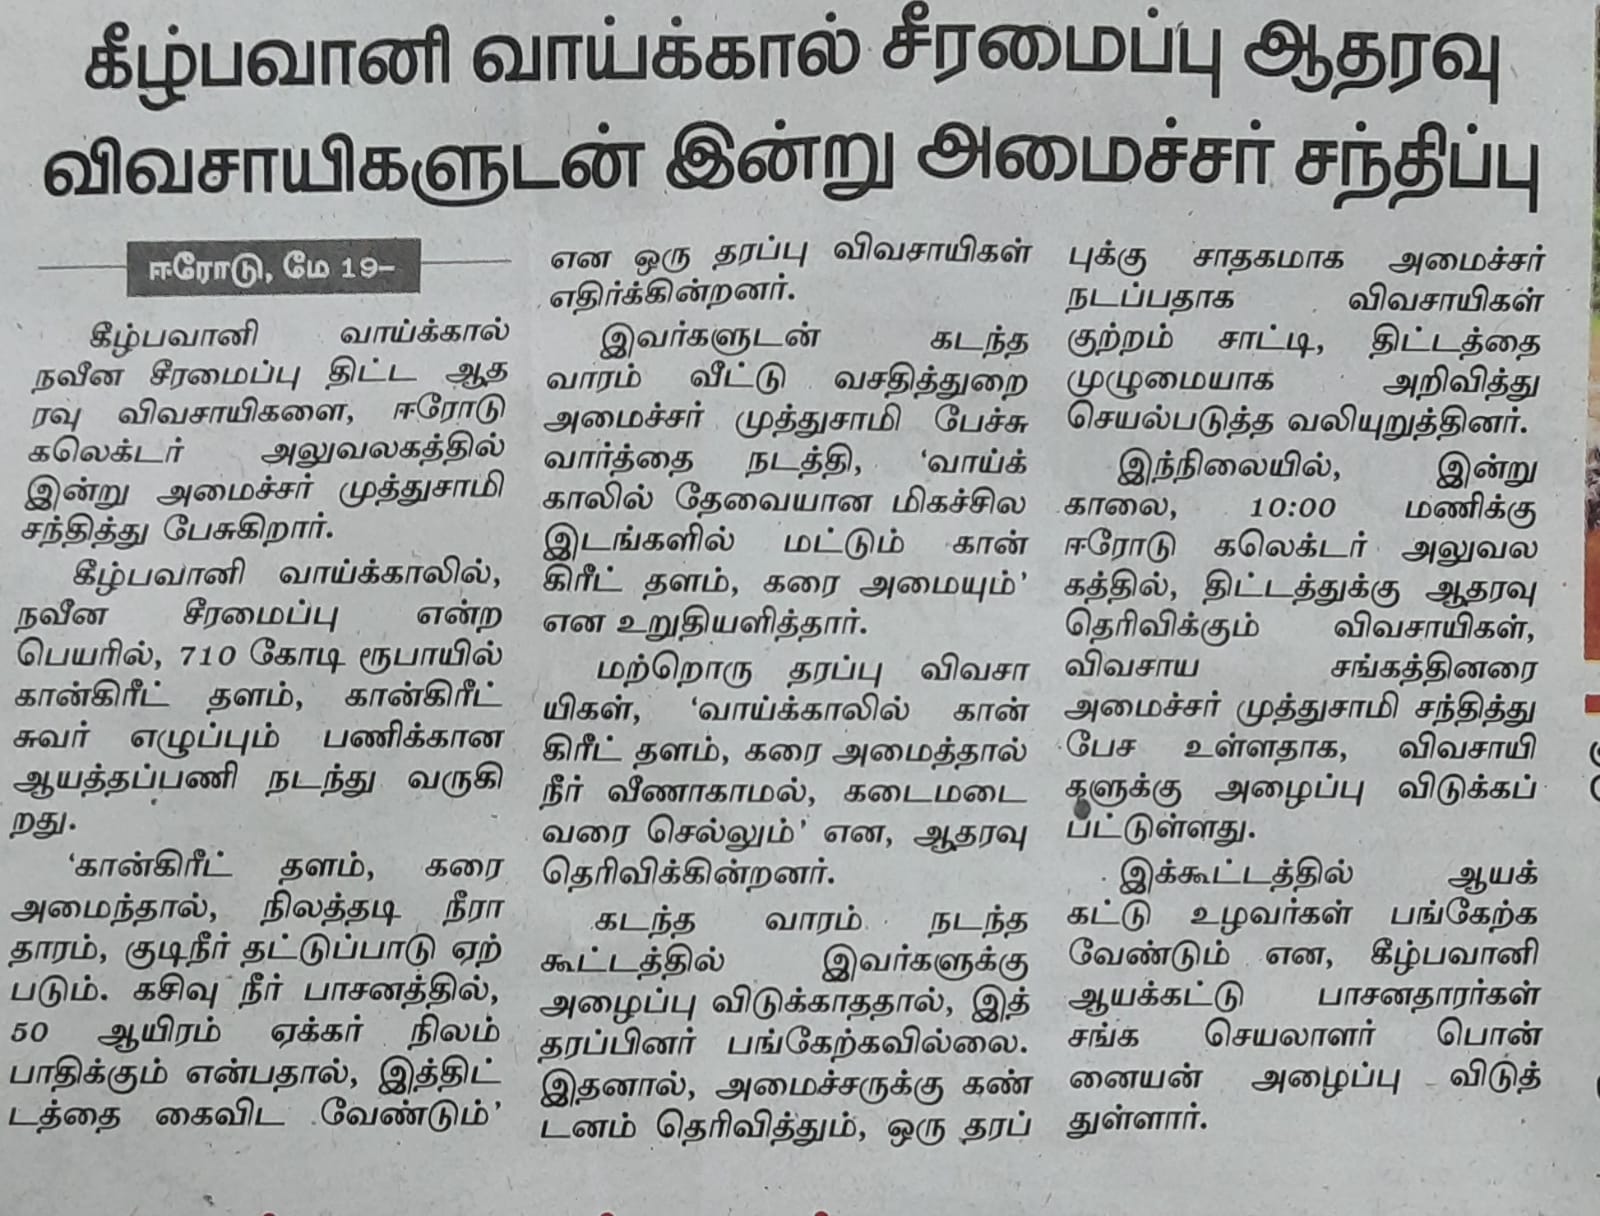 கீழ்பவானி வாய்க்கால் சீரமைப்பு ஆதரவு
விவசாயிகளுடன் இன்று அமைச்சர் சந்திப்பு
ஈரோடு, மே 19–
கீழ்பவானி வாய்க்கால்
நவீன சீரமைப்பு திட்ட ஆத
ரவு விவசாயிகளை, ஈரோடு
கலெக்டர் அலுவலகத்தில்
இன்று அமைச்சர் முத்துசாமி
சந்தித்து பேசுகிறார்.
கீழ்பவானி வாய்க்காலில்,
நவீன சீரமைப்பு என்ற
பெயரில், 710 கோடி ரூபாயில்
கான்கிரீட் தளம், கான்கிரீட்
சுவர் எழுப்பும் பணிக்கான
ஆயத்தப்பணி நடந்து வருகி
றது.
'கான்கிரீட் தளம், கரை
அமைந்தால், நிலத்தடி நீரா
தாரம், குடிநீர் தட்டுப்பாடு ஏற்
படும். கசிவு நீர் பாசனத்தில்,
50 ஆயிரம் ஏக்கர் நிலம்
பாதிக்கும் என்பதால், இத்திட்
டத்தை கைவிட வேண்டும்'
என ஒரு தரப்பு விவசாயிகள்
எதிர்க்கின்றனர்.
இவர்களுடன் கடந்த
வாரம் வீட்டு வசதித்துறை
அமைச்சர் முத்துசாமி பேச்சு
வார்த்தை நடத்தி, 'வாய்க்
காலில் தேவையான மிகச்சில
இடங்களில் மட்டும் கான்
கிரீட் தளம், கரை அமையும்'
என உறுதியளித்தார்.
மற்றொரு தரப்பு விவசா
யிகள், 'வாய்க்காலில் கான்
கிரீட் தளம், கரை அமைத்தால்
நீர் வீணாகாமல், கடைமடை
வரை செல்லும்' என, ஆதரவு
தெரிவிக்கின்றனர்.
கடந்த வாரம் நடந்த
கூட்டத்தில் இவர்களுக்கு
அழைப்பு விடுக்காததால், இத்
தரப்பினர் பங்கேற்கவில்லை.
இதனால், அமைச்சருக்கு கண்
டனம் தெரிவித்தும், ஒரு தரப்
புக்கு சாதகமாக அமைச்சர்
நடப்பதாக விவசாயிகள்
குற்றம் சாட்டி, திட்டத்தை
முழுமையாக அறிவித்து
செயல்படுத்த வலியுறுத்தினர்.
இந்நிலையில், இன்று
காலை, 10:00 மணிக்கு
ஈரோடு கலெக்டர் அலுவல
கத்தில், திட்டத்துக்கு ஆதரவு
தெரிவிக்கும் விவசாயிகள்,
விவசாய சங்கத்தினரை
அமைச்சர் முத்துசாமி சந்தித்து
பேச உள்ளதாக, விவசாயி
களுக்கு அழைப்பு விடுக்கப்
பட்டுள்ளது.
இக்கூட்டத்தில் ஆயக்
கட்டு உழவர்கள் பங்கேற்க
வேண்டும் என, கீழ்பவானி
ஆயக்கட்டு பாசனதாரர்கள்
சங்க செயலாளர் பொன்
னையன் அழைப்பு விடுத்
துள்ளார்.